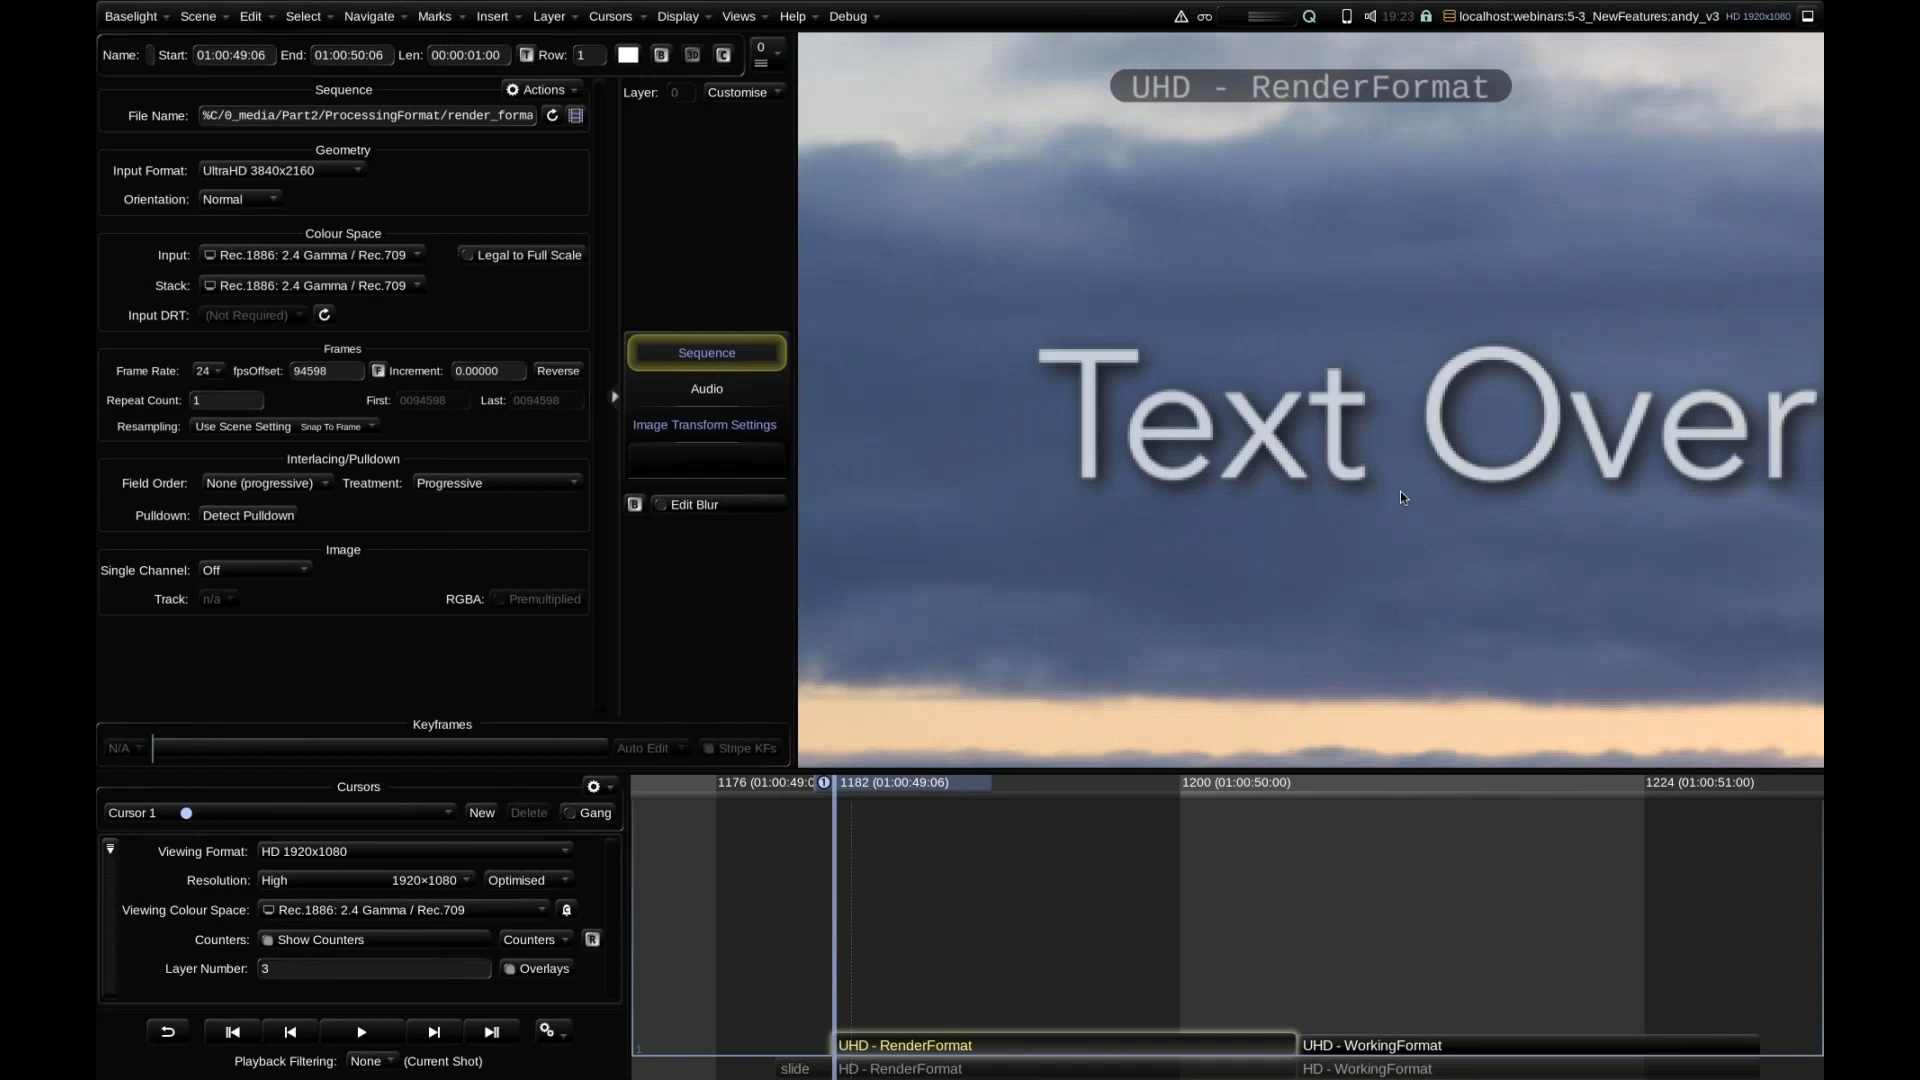 Baselight Scene Edit Select Navigate Marks Insert Layer Cursors Display Views Help Debug 19:23 localhost:webinars:5-3_NewFeatures:andy_v3 HD 1920x1080
Name: Start: 01:00:49:06 End: 01:00:50:06 Len: 00:00:01:00 T Row: 1 B 3D C 0
Sequence Actions
Layer: 0 Customise
File Name: %C/0_media/Part2/ProcessingFormat/render_forma
Geometry
Input Format: UltraHD 3840x2160
Orientation: Normal
Colour Space
Input: Rec.1886: 2.4 Gamma / Rec.709 Legal to Full Scale
Stack: Rec.1886: 2.4 Gamma / Rec.709
Input DRT: (Not Required)
Frames
Frame Rate: 24 fps Offset: 94598 F Increment: 0.00000 Reverse
Repeat Count: 1 First: 0094598 Last: 0094598
Resampling: Use Scene Setting Snap To Frame
Interlacing/Pulldown
Field Order: None (progressive) Treatment: Progressive
Pulldown: Detect Pulldown
Image
Single Channel: Off
Track: n/a RGBA: Premultiplied
Sequence
Audio
Image Transform Settings
B Edit Blur
UHD - RenderFormat
Text Over
Keyframes
N/A Auto Edit Stripe KFs
Cursors
Cursor 1 New Delete Gang
Viewing Format: HD 1920x1080
Resolution: High 1920×1080 Optimised
Viewing Colour Space: Rec.1886: 2.4 Gamma / Rec.709
Counters: Show Counters Counters R
Layer Number: 3 Overlays
Playback Filtering: None (Current Shot)
1176 (01:00:49:0 1 1182 (01:00:49:06) 1200 (01:00:50:00) 1224 (01:00:51:00)
1 UHD - RenderFormat UHD - WorkingFormat
slide HD - RenderFormat HD - WorkingFormat